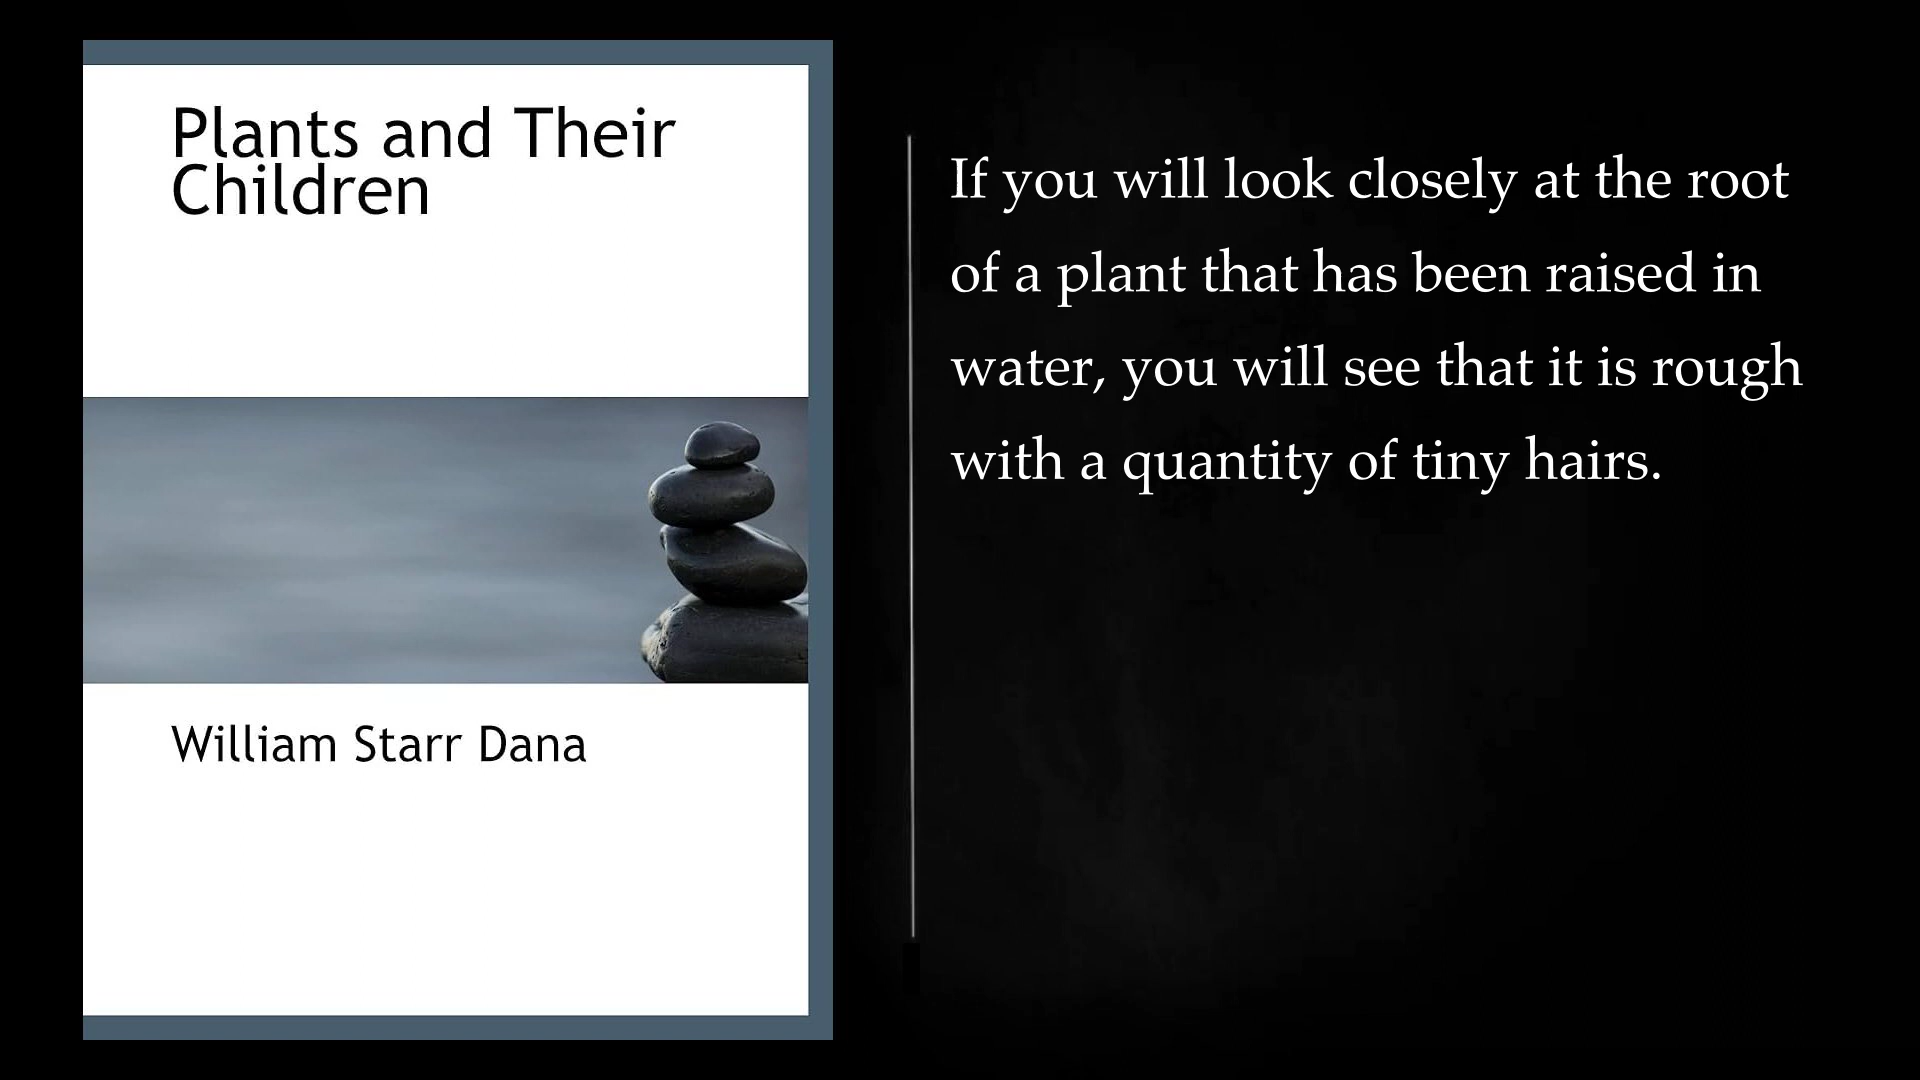 Plants and Their
Children
William Starr Dana
If you will look closely at the root
of a plant that has been raised in
water, you will see that it is rough
with a quantity of tiny hairs.